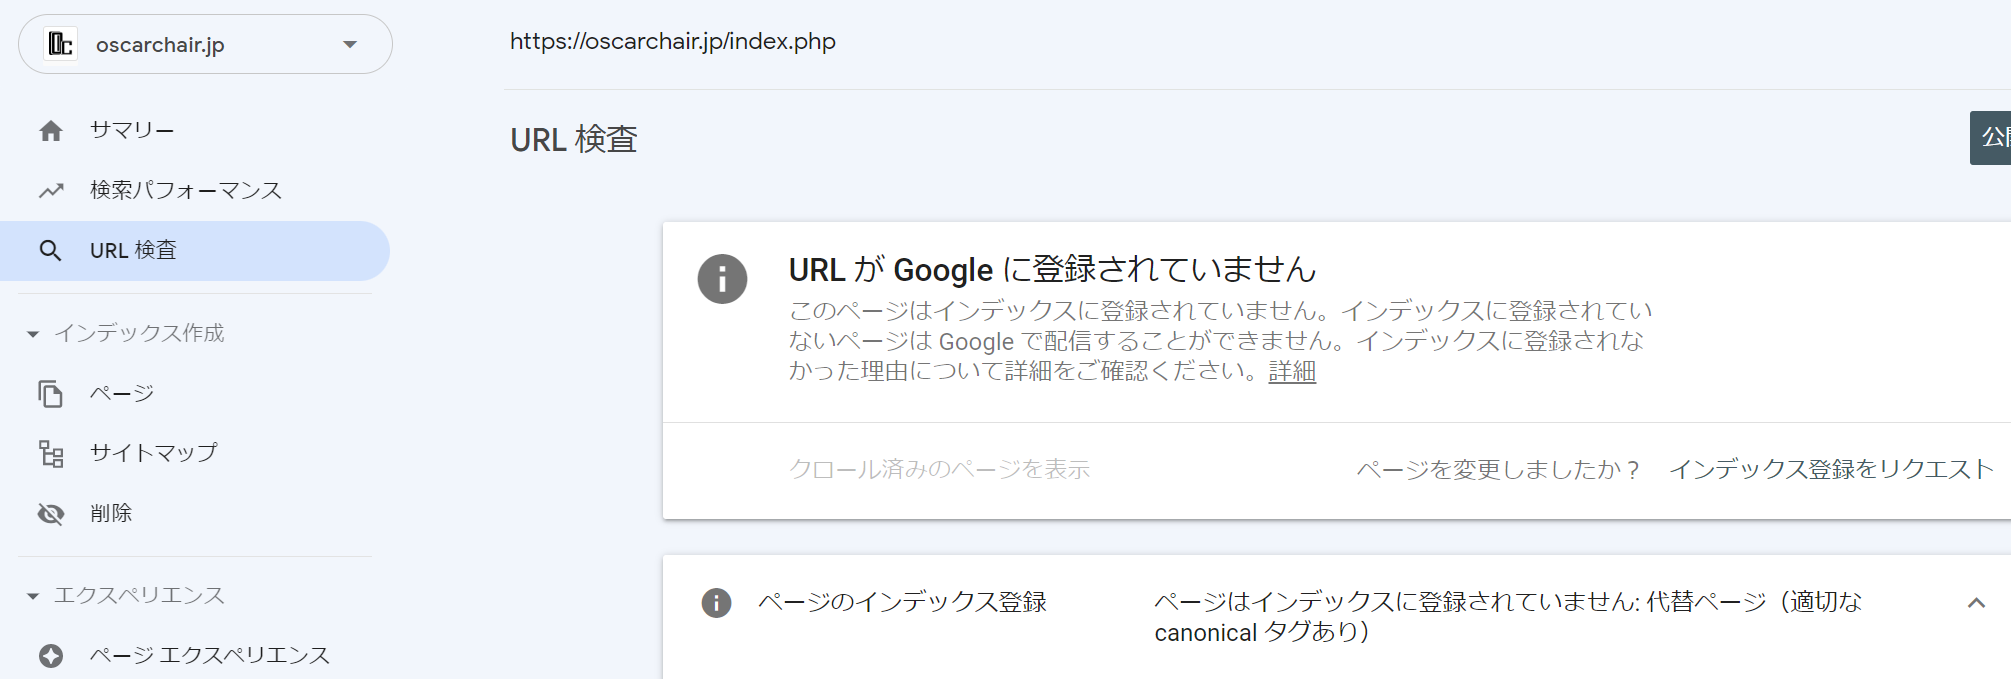 oscarchair.jp
https://oscarchair.jp/index.php
サマリー
検索パフォーマンス
URL 検査
インデックス作成
ページ
サイトマップ
削除
エクスペリエンス
ページ エクスペリエンス
URL 検査
公開
URL が Google に登録されていません
このページはインデックスに登録されていません。インデックスに登録されてい
ないページは Google で配信することができません。インデックスに登録されな
かった理由について詳細をご確認ください。詳細
クロール済みのページを表示
ページを変更しましたか？ インデックス登録をリクエスト
ページのインデックス登録
ページはインデックスに登録されていません: 代替ページ（適切な
canonical タグあり）